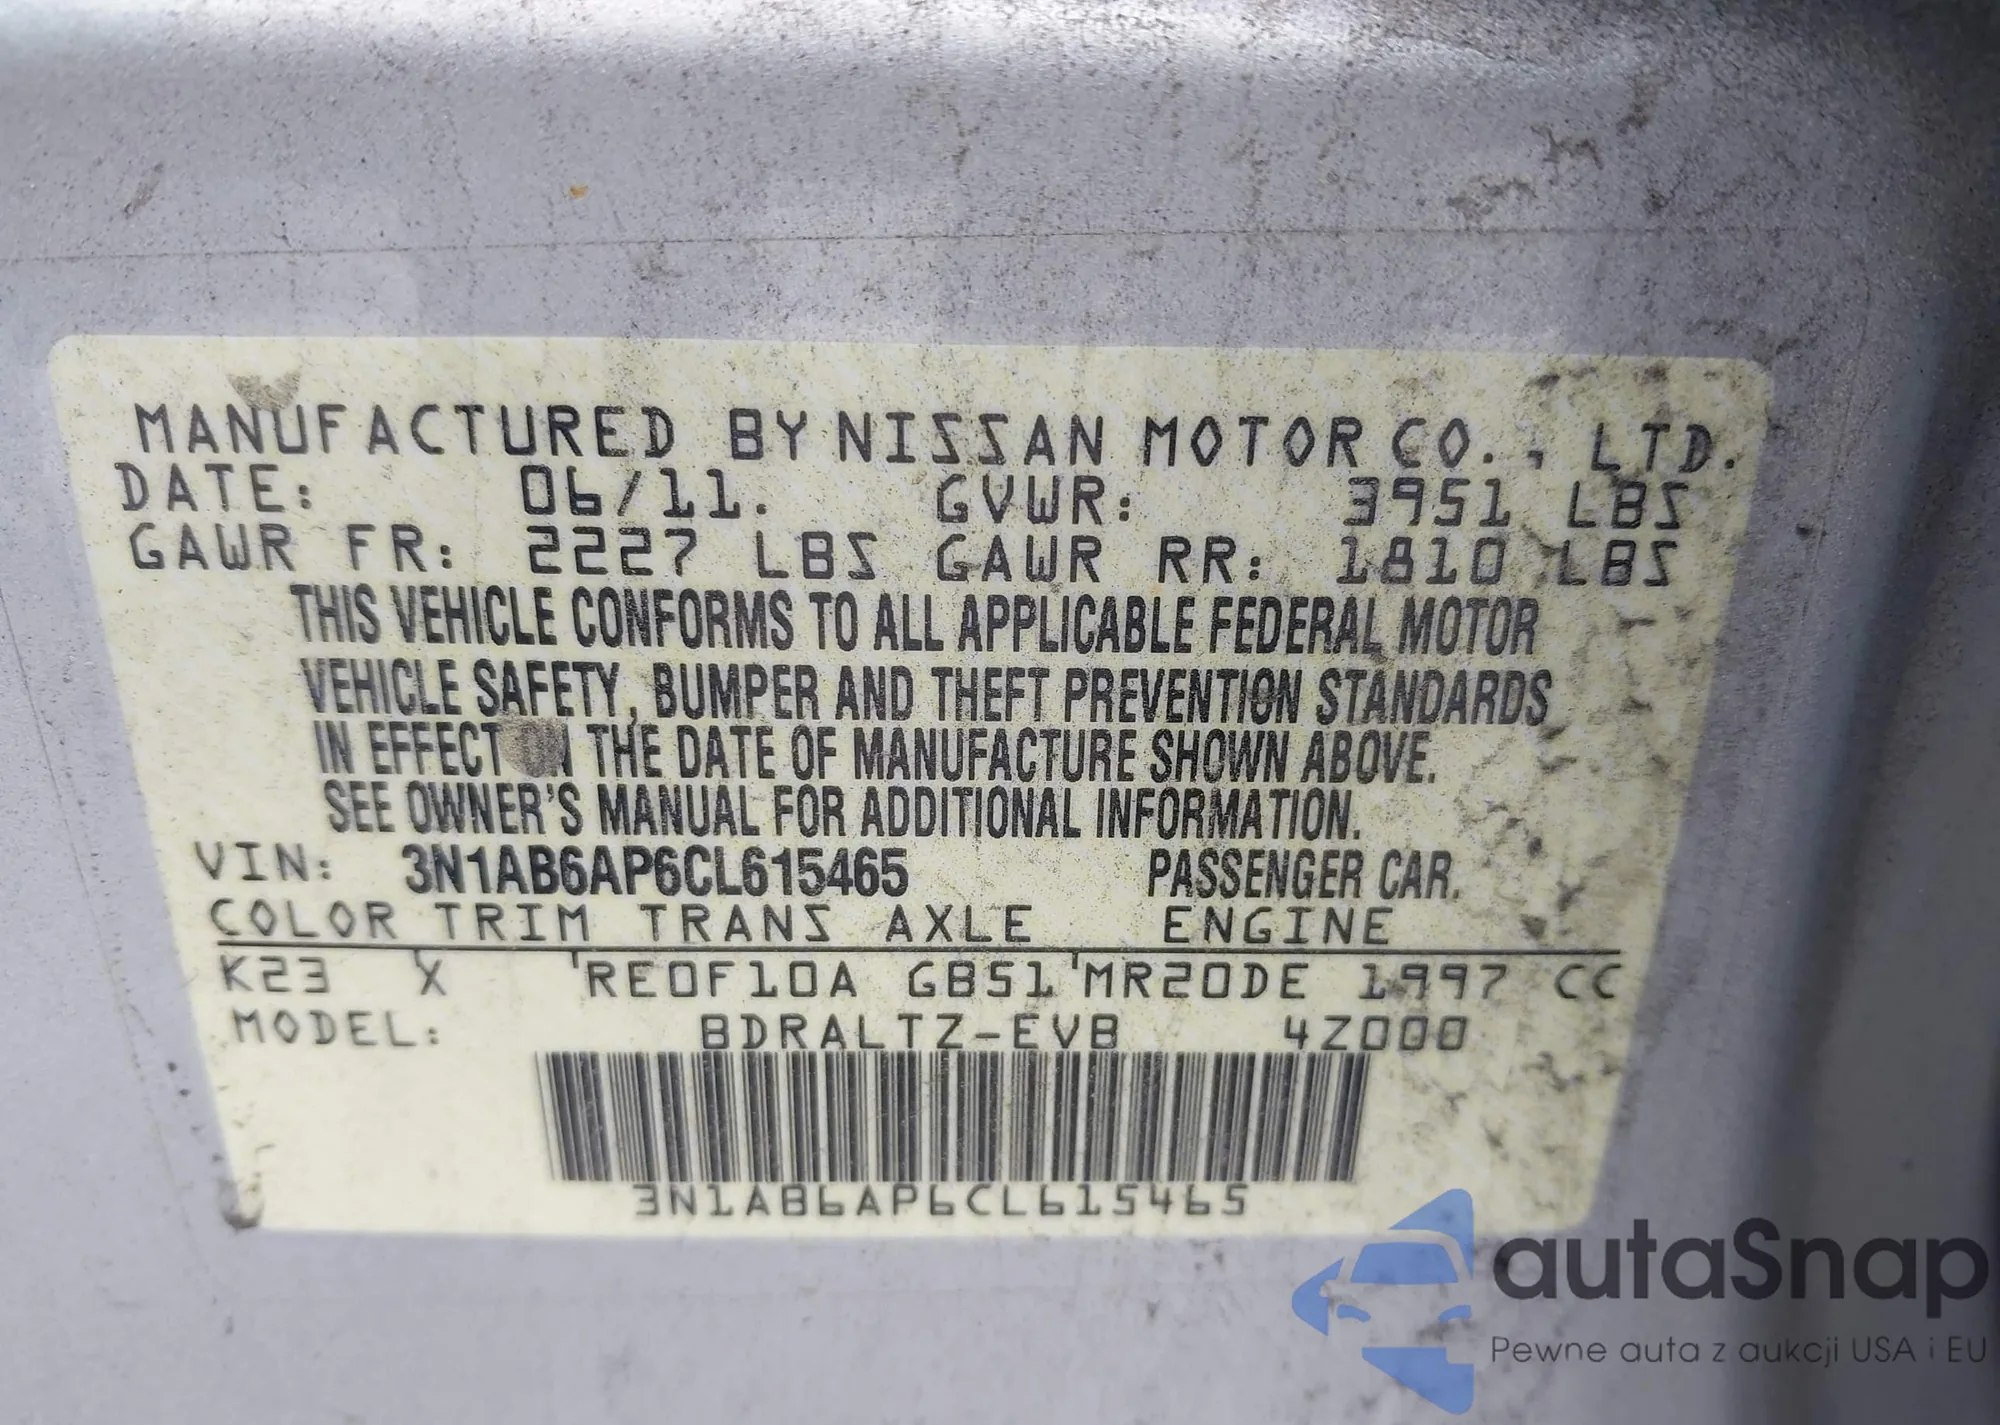 MANUFACTURED BY NISSAN MOTOR CO., LTD.
DATE: 06/11. GVWR: 3951 LBS
GAWR FR: 2227 LBS GAWR RR: 1810 LBS
THIS VEHICLE CONFORMS TO ALL APPLICABLE FEDERAL MOTOR
VEHICLE SAFETY, BUMPER AND THEFT PREVENTION STANDARDS
IN EFFECT ON THE DATE OF MANUFACTURE SHOWN ABOVE.
SEE OWNER'S MANUAL FOR ADDITIONAL INFORMATION.
VIN: 3N1AB6AP6CL615465 PASSENGER CAR.
COLOR TRIM TRANS AXLE ENGINE
K23 X RE0F10A GB51 MR20DE 1997 CC
MODEL: BDRALTZ-EVB 4Z000
3N1AB6AP6CL615465
autaSnap
Pewne auta z aukcji USA i EU